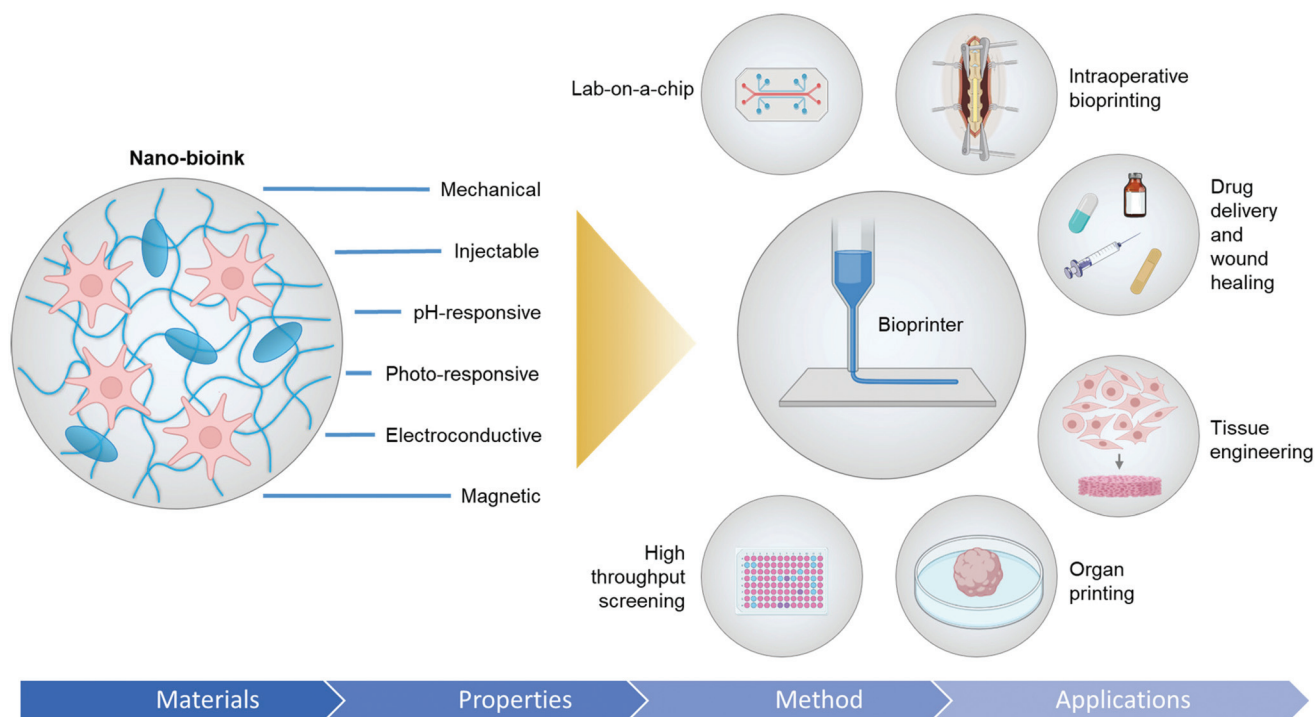 Nano-bioink
Mechanical
Injectable
pH-responsive
Photo-responsive
Electroconductive
Magnetic
Lab-on-a-chip
Intraoperative
bioprinting
Drug
delivery
and
wound
healing
Bioprinter
Tissue
engineering
High
throughput
screening
Organ
printing
Materials
Properties
Method
Applications